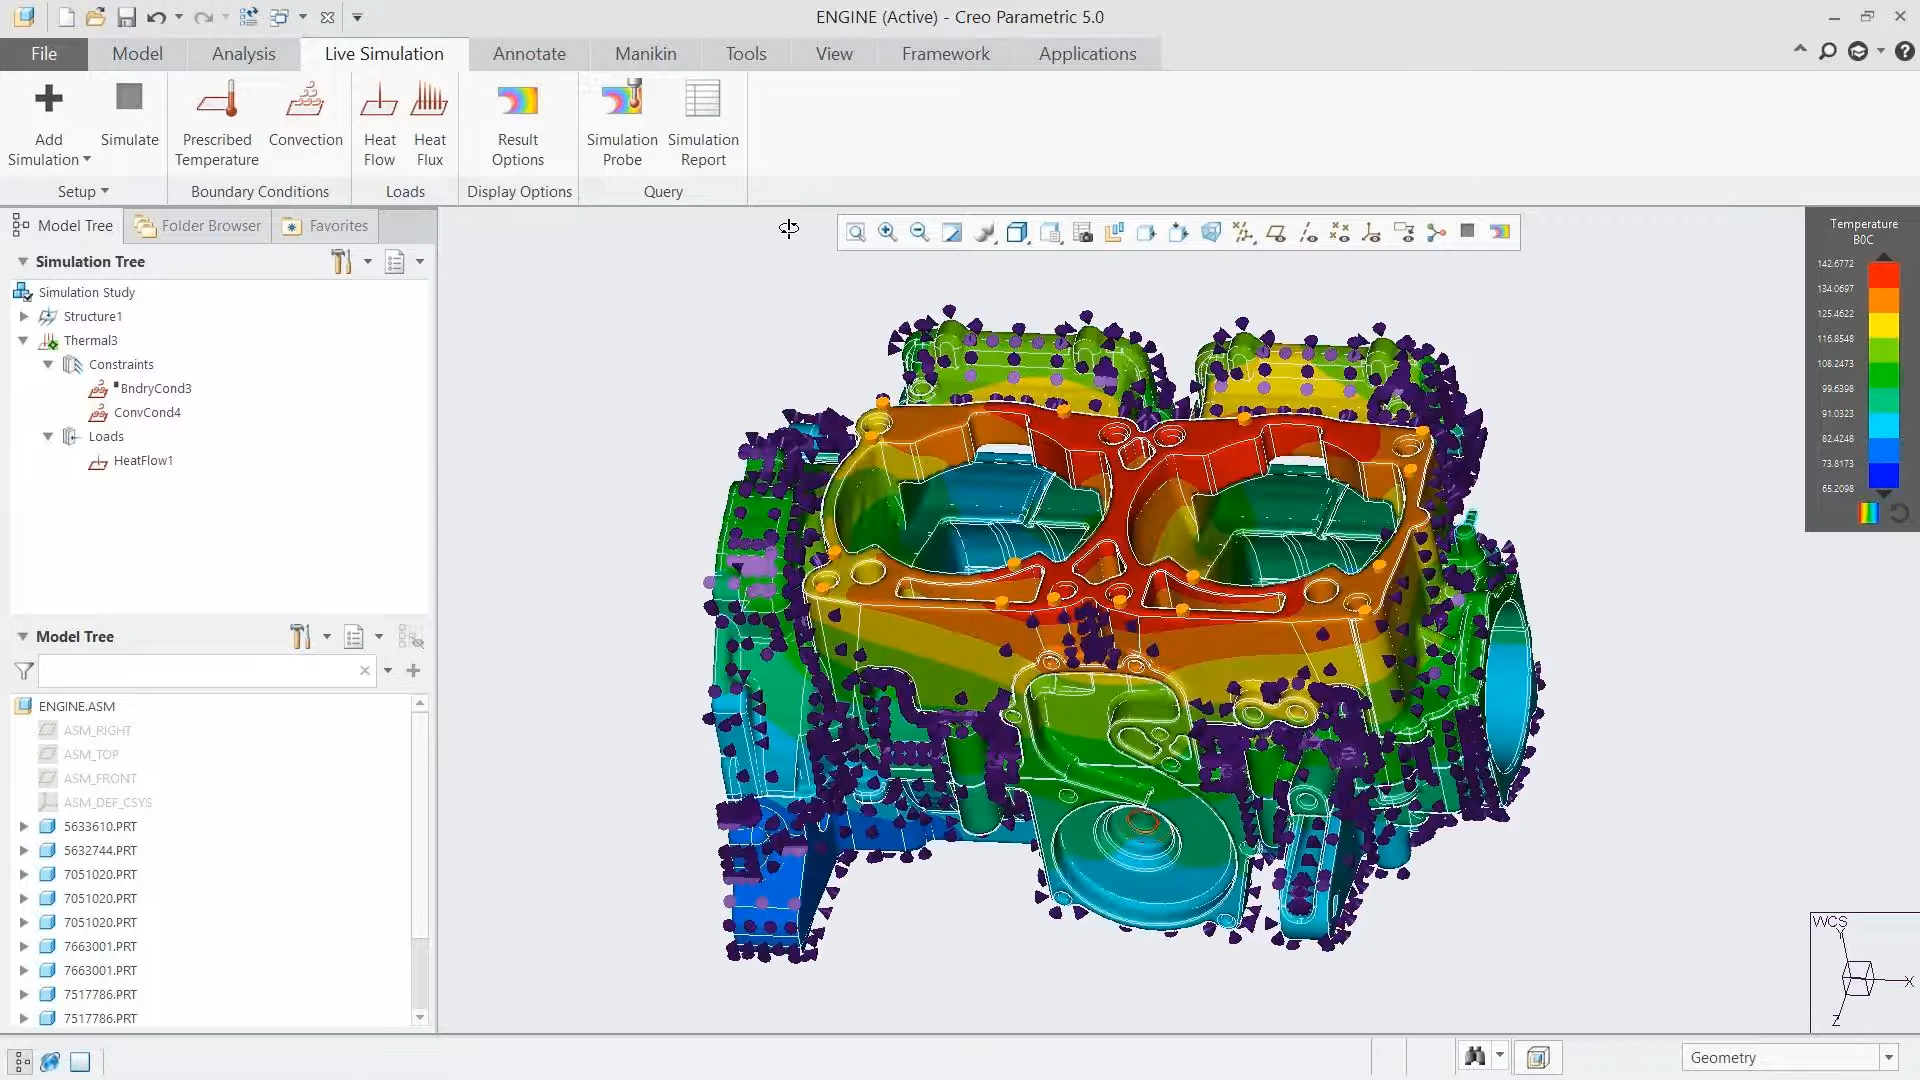 ENGINE (Active) - Creo Parametric 5.0
File Model Analysis Live Simulation Annotate Manikin Tools View Framework Applications
Add Simulation
Simulate
Prescribed Temperature
Convection
Heat Flow
Heat Flux
Result Options
Simulation Probe
Simulation Report
Setup Boundary Conditions Loads Display Options Query
Model Tree Folder Browser Favorites
Simulation Tree
Simulation Study
Structure1
Thermal3
Constraints
BndryCond3
ConvCond4
Loads
HeatFlow1
Model Tree
ENGINE.ASM
ASM_RIGHT
ASM_TOP
ASM_FRONT
ASM_DEF_CSYS
5633610.PRT
5632744.PRT
7051020.PRT
7051020.PRT
7051020.PRT
7663001.PRT
7663001.PRT
7517786.PRT
7517786.PRT
Temperature
B0C
142.6772
134.0697
125.4622
116.8548
108.2473
99.6398
91.0323
82.4248
73.8173
65.2098
WCS
Y
X
Z
Geometry